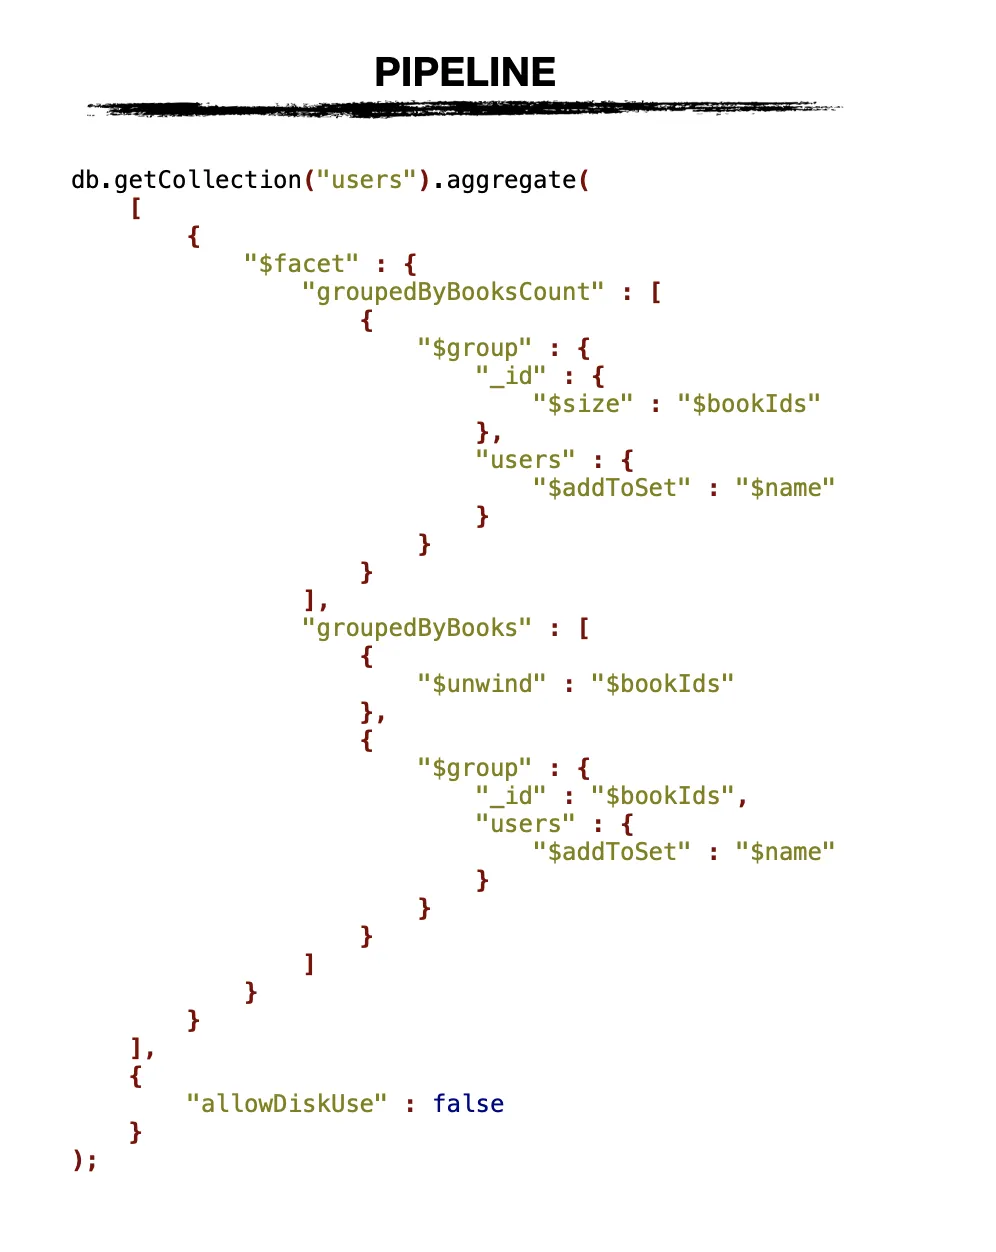 PIPELINE
db.getCollection("users").aggregate(
    [
        {
            "$facet" : {
                "groupedByBooksCount" : [
                    {
                        "$group" : {
                            "_id" : {
                                "$size" : "$bookIds"
                            },
                            "users" : {
                                "$addToSet" : "$name"
                            }
                        }
                    }
                ],
                "groupedByBooks" : [
                    {
                        "$unwind" : "$bookIds"
                    },
                    {
                        "$group" : {
                            "_id" : "$bookIds",
                            "users" : {
                                "$addToSet" : "$name"
                            }
                        }
                    }
                ]
            }
        }
    ],
    {
        "allowDiskUse" : false
    }
);